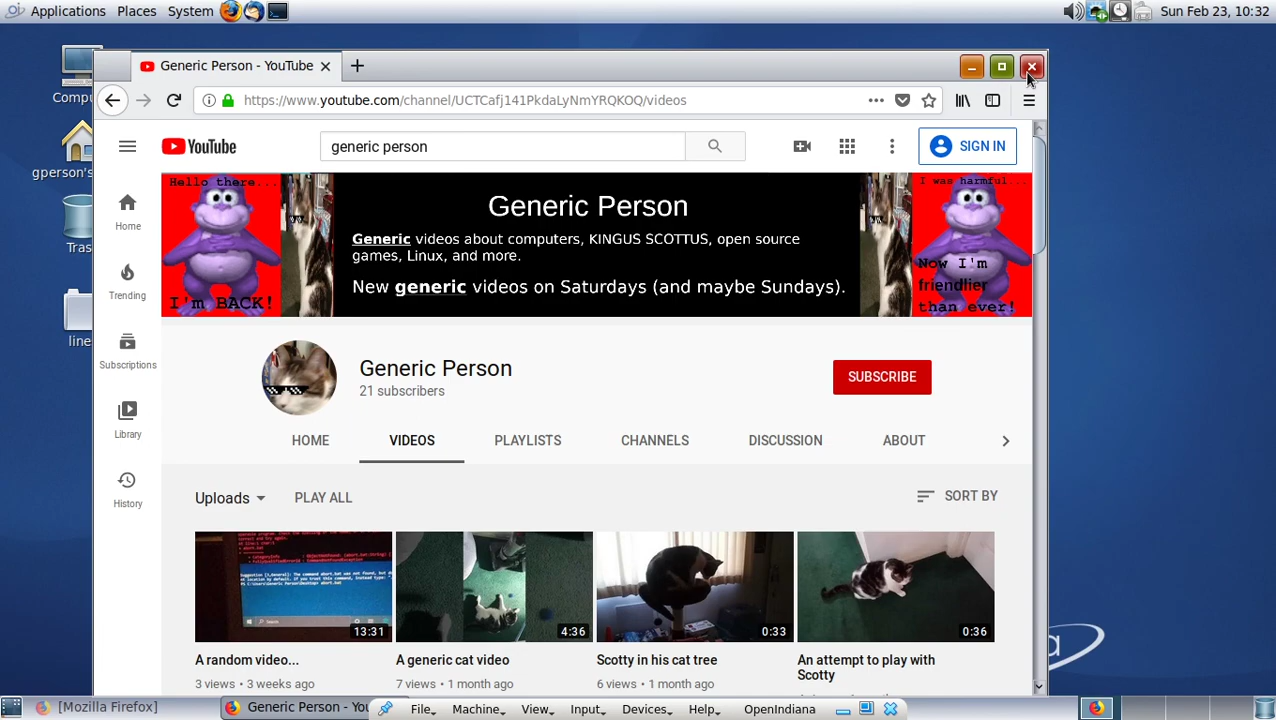 Applications Places System Sun Feb 23, 10:32
Generic Person - YouTube
https://www.youtube.com/channel/UCTCafj141PkdaLyNmYRQKOQ/videos
YouTube generic person SIGN IN
Hello there...
I'm BACK!
Generic Person
Generic videos about computers, KINGUS SCOTTUS, open source
games, Linux, and more.
New generic videos on Saturdays (and maybe Sundays).
I was harmful...
Now I'm
friendlier
than ever!
Home
Trending
Subscriptions
Library
History
Generic Person
21 subscribers
SUBSCRIBE
HOME VIDEOS PLAYLISTS CHANNELS DISCUSSION ABOUT
Uploads PLAY ALL SORT BY
13:31 4:36 0:33 0:36
A random video... A generic cat video Scotty in his cat tree An attempt to play with
Scotty
3 views • 3 weeks ago 7 views • 1 month ago 6 views • 1 month ago
Compu
gperson's
Tras
line
a
[Mozilla Firefox] Generic Person - You File Machine View Input Devices Help OpenIndiana